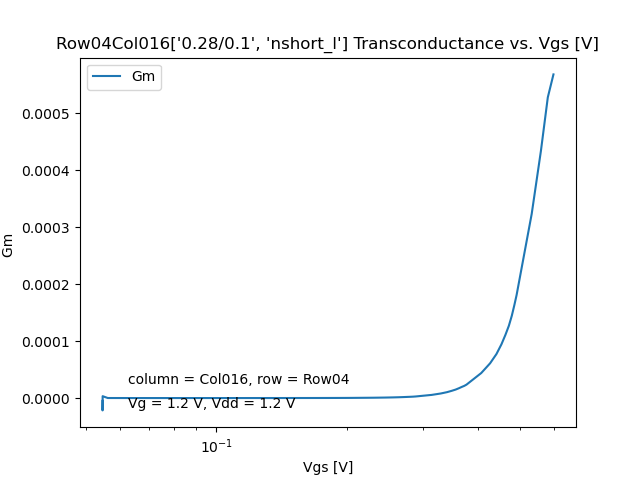 Row04Col016['0.28/0.1', 'nshort_l'] Transconductance vs. Vgs [V]
Gm
0.0005
0.0004
0.0003
0.0002
0.0001
0.0000
Gm
column = Col016, row = Row04
Vg = 1.2 V, Vdd = 1.2 V
10⁻¹
Vgs [V]